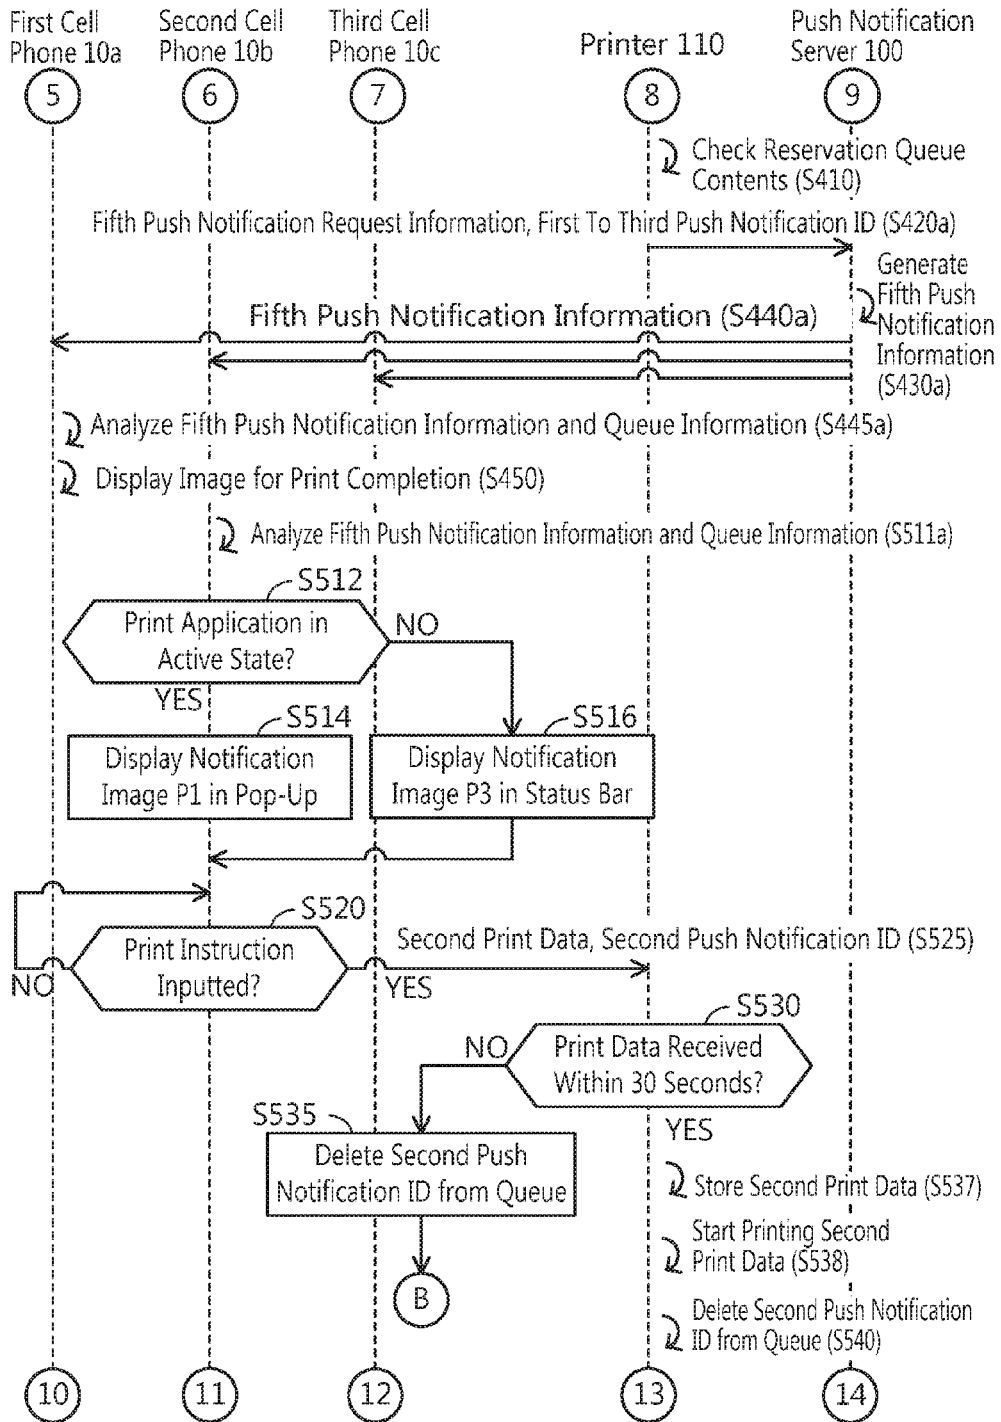 First Cell
Phone 10a
Second Cell
Phone 10b
Third Cell
Phone 10c
Printer 110
Push Notification
Server 100
5
6
7
8
9
Check Reservation Queue
Contents (S410)
Fifth Push Notification Request Information, First To Third Push Notification ID (S420a)
Generate
Fifth Push
Notification
Information
(S430a)
Fifth Push Notification Information (S440a)
Analyze Fifth Push Notification Information and Queue Information (S445a)
Display Image for Print Completion (S450)
Analyze Fifth Push Notification Information and Queue Information (S511a)
S512
Print Application in
Active State?
NO
YES
S514
Display Notification
Image P1 in Pop-Up
S516
Display Notification
Image P3 in Status Bar
S520
Print Instruction
Inputted?
NO
YES
Second Print Data, Second Push Notification ID (S525)
S530
Print Data Received
Within 30 Seconds?
NO
YES
S535
Delete Second Push
Notification ID from Queue
B
Store Second Print Data (S537)
Start Printing Second
Print Data (S538)
Delete Second Push Notification
ID from Queue (S540)
10
11
12
13
14